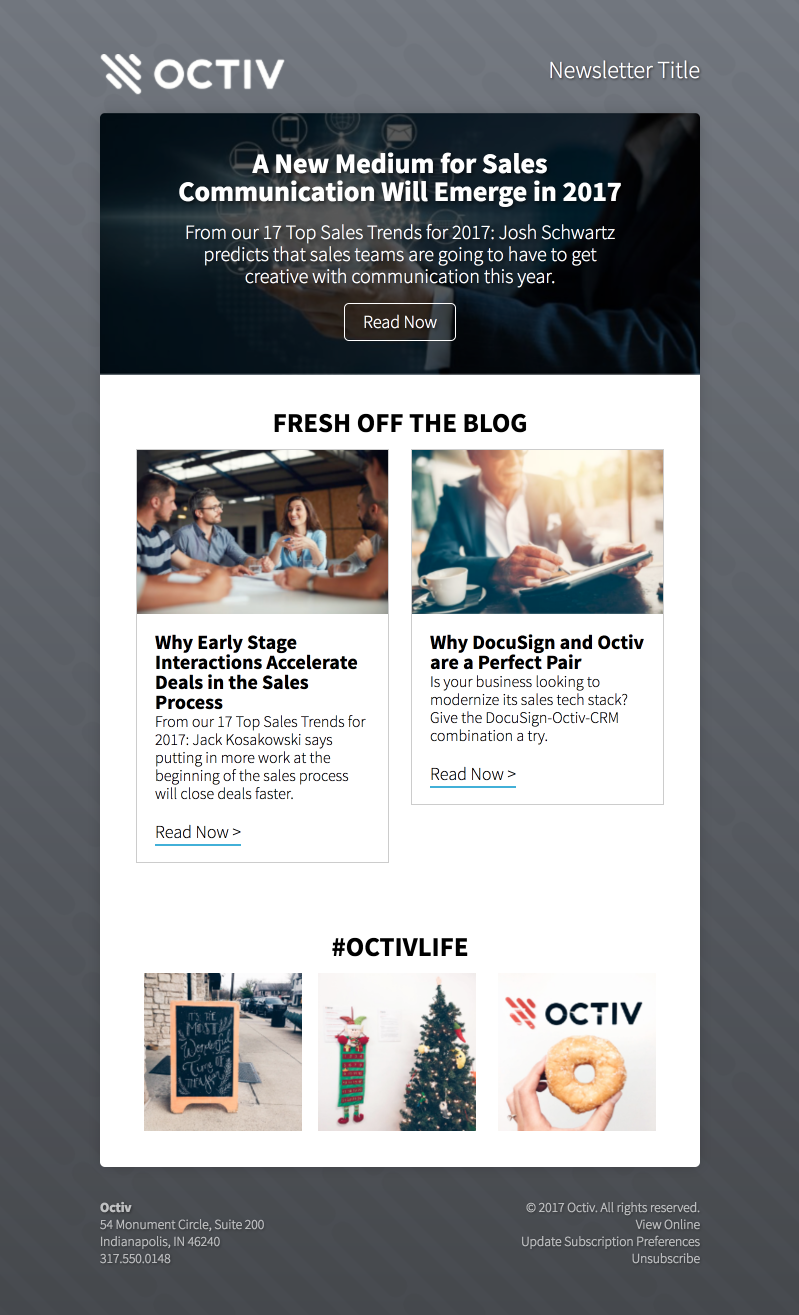 OCTIV
Newsletter Title
A New Medium for Sales
Communication Will Emerge in 2017
From our 17 Top Sales Trends for 2017: Josh Schwartz
predicts that sales teams are going to have to get
creative with communication this year.
Read Now
FRESH OFF THE BLOG
Why Early Stage
Interactions Accelerate
Deals in the Sales
Process
From our 17 Top Sales Trends for
2017: Jack Kosakowski says
putting in more work at the
beginning of the sales process
will close deals faster.
Read Now >
Why DocuSign and Octiv
are a Perfect Pair
Is your business looking to
modernize its sales tech stack?
Give the DocuSign-Octiv-CRM
combination a try.
Read Now >
#OCTIVLIFE
IT'S THE
MOST
Wonderful
Time OF
THE YEAR
OCTIV
Octiv
54 Monument Circle, Suite 200
Indianapolis, IN 46240
317.550.0148
© 2017 Octiv. All rights reserved.
View Online
Update Subscription Preferences
Unsubscribe